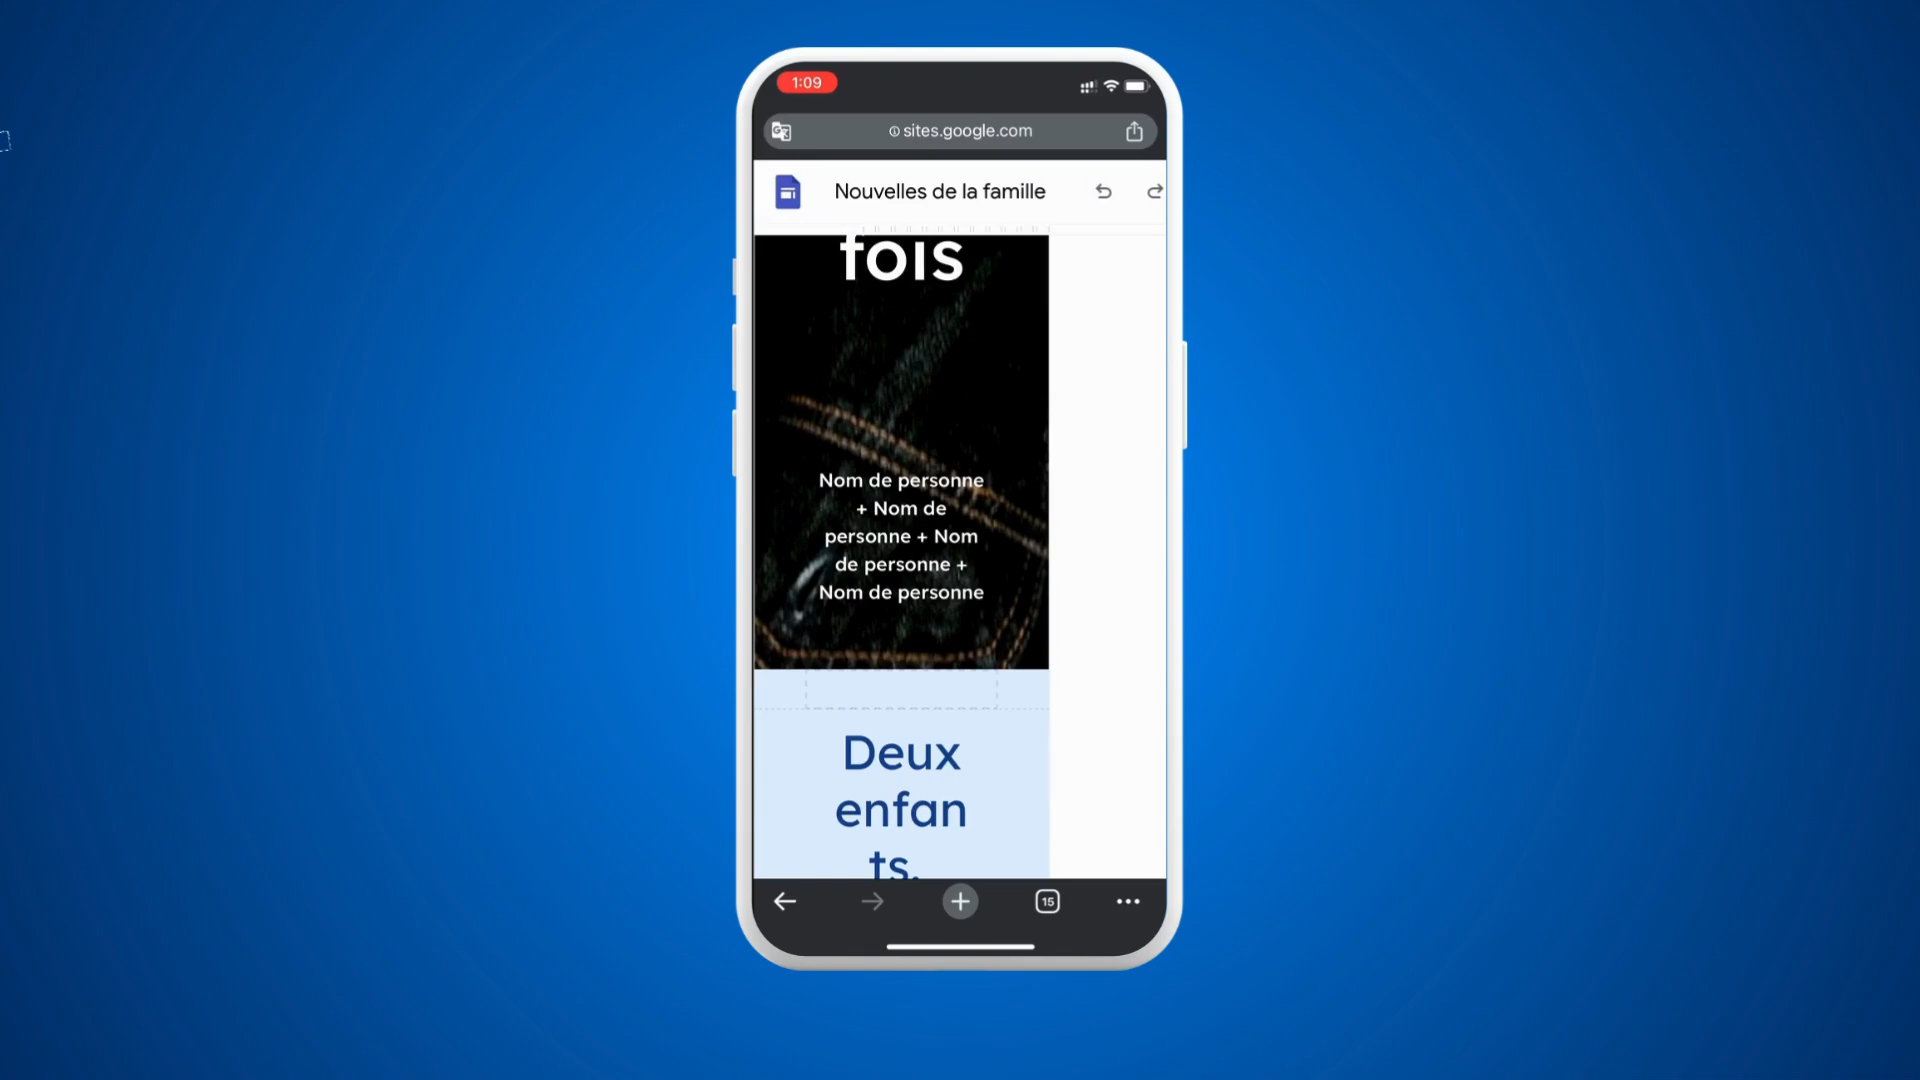 1:09
sites.google.com
Nouvelles de la famille
fois
Nom de personne
+ Nom de
personne + Nom
de personne +
Nom de personne
Deux
enfan
ts.
15